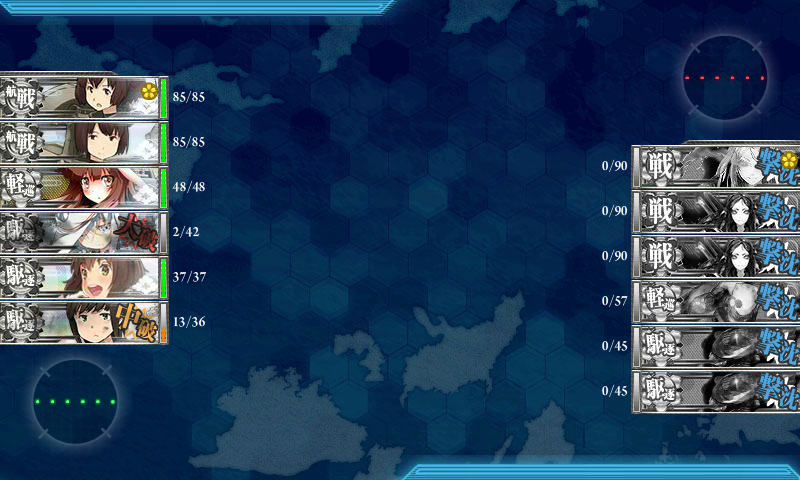 航戦
85/85
航戦
85/85
軽巡
48/48
駆逐
大破
2/42
駆逐
37/37
駆逐
中破
13/36
0/90
戦
撃沈
0/90
戦
撃沈
0/90
戦
撃沈
0/57
軽巡
撃沈
0/45
駆逐
撃沈
0/45
駆逐
撃沈